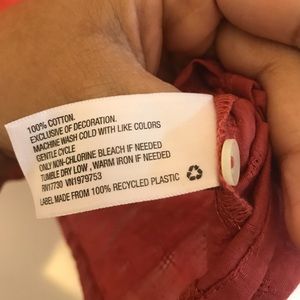 100% COTTON.
EXCLUSIVE OF DECORATION.
MACHINE WASH COLD WITH LIKE COLORS
GENTLE CYCLE
ONLY NON-CHLORINE BLEACH IF NEEDED
TUMBLE DRY LOW , WARM IRON IF NEEDED
RN17730 VN1979753
LABEL MADE FROM 100% RECYCLED PLASTIC